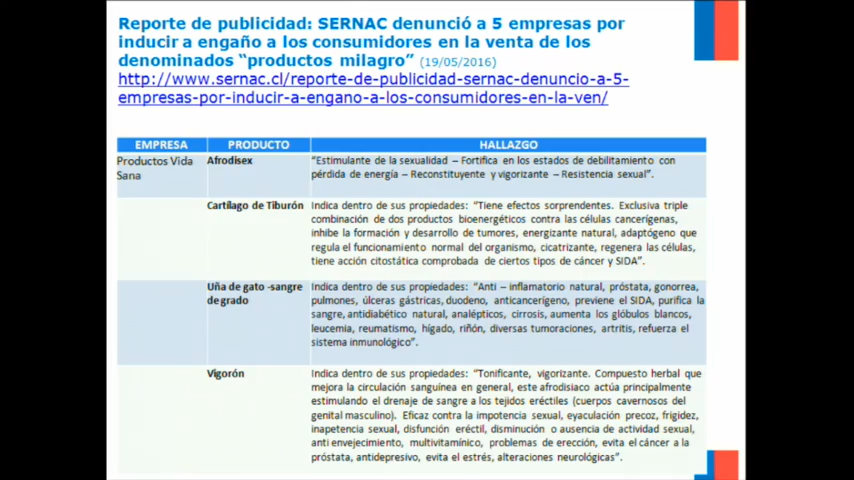 Reporte de publicidad: SERNAC denunció a 5 empresas por
inducir a engaño a los consumidores en la venta de los
denominados “productos milagro” (19/05/2016)
http://www.sernac.cl/reporte-de-publicidad-sernac-denuncio-a-5-
empresas-por-inducir-a-engano-a-los-consumidores-en-la-ven/
EMPRESA PRODUCTO HALLAZGO
Productos Vida Afrodisex “Estimulante de la sexualidad – Fortifica en los estados de debilitamiento con
Sana pérdida de energía – Reconstituyente y vigorizante – Resistencia sexual”.
Cartílago de Tiburón Indica dentro de sus propiedades: “Tiene efectos sorprendentes. Exclusiva triple
combinación de dos productos bioenergéticos contra las células cancerígenas,
inhibe la formación y desarrollo de tumores, energizante natural, adaptógeno que
regula el funcionamiento normal del organismo, cicatrizante, regenera las células,
tiene acción citostática comprobada de ciertos tipos de cáncer y SIDA”.
Uña de gato -sangre Indica dentro de sus propiedades: “Anti – inflamatorio natural, próstata, gonorrea,
de grado pulmones, úlceras gástricas, duodeno, anticancerígeno, previene el SIDA, purifica la
sangre, antidiabético natural, analépticos, cirrosis, aumenta los glóbulos blancos,
leucemia, reumatismo, hígado, riñón, diversas tumoraciones, artritis, refuerza el
sistema inmunológico”.
Vigorón Indica dentro de sus propiedades: “Tonificante, vigorizante. Compuesto herbal que
mejora la circulación sanguínea en general, este afrodisiaco actúa principalmente
estimulando el drenaje de sangre a los tejidos eréctiles (cuerpos cavernosos del
genital masculino). Eficaz contra la impotencia sexual, eyaculación precoz, frigidez,
inapetencia sexual, disfunción eréctil, disminución o ausencia de actividad sexual,
anti envejecimiento, multivitamínico, problemas de erección, evita el cáncer a la
próstata, antidepresivo, evita el estrés, alteraciones neurológicas”.